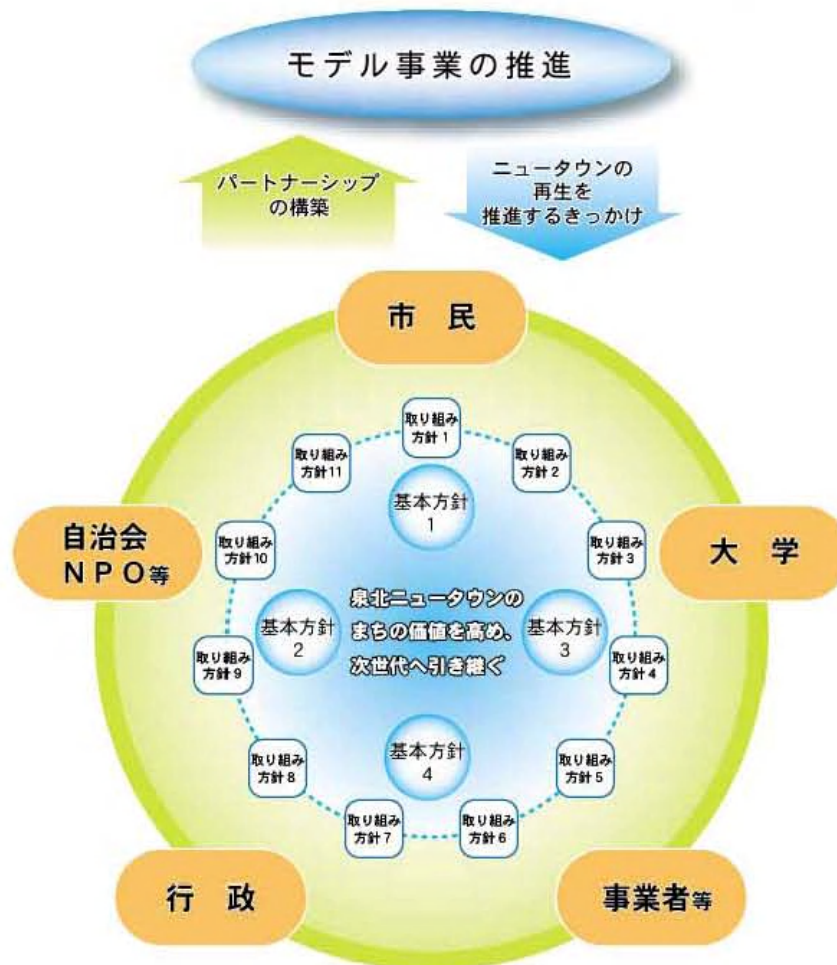 モデル事業の推進
パートナーシップ
の構築
ニュータウンの
再生を
推進するきっかけ
市 民
取り組み
方針1
取り組み
方針11
取り組み
方針2
基本方針
1
自治会
NPO等
取り組み
方針10
取り組み
方針3
大 学
泉北ニュータウンの
まちの価値を高め、
次世代へ引き継ぐ
基本方針
2
基本方針
3
取り組み
方針9
取り組み
方針4
基本方針
4
取り組み
方針8
取り組み
方針5
取り組み
方針7
取り組み
方針6
行 政
事業者等